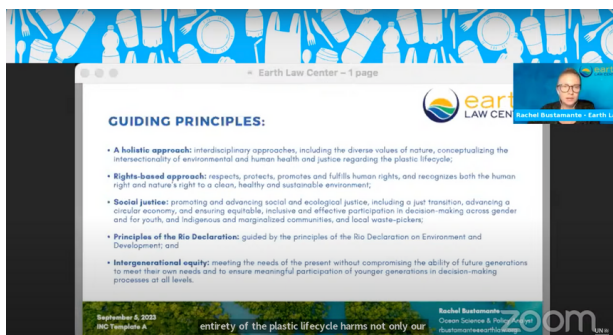 Earth Law Center – 1 page
eart
LAW CEN
Rachel Bustamante - Earth L
GUIDING PRINCIPLES:
• A holistic approach: interdisciplinary approaches, including the diverse values of nature, conceptualizing the
intersectionality of environmental and human health and justice regarding the plastic lifecycle;
• Rights-based approach: respects, protects, promotes and fulfills human rights, and recognizes both the human
right and nature's right to a clean, healthy and sustainable environment;
• Social justice: promoting and advancing social and ecological justice, including a just transition, advancing a
circular economy, and ensuring equitable, inclusive and effective participation in decision-making across gender
and for youth, and Indigenous and marginalized communities, and local waste-pickers;
• Principles of the Rio Declaration: guided by the principles of the Rio Declaration on Environment and
Development; and
• Intergenerational equity: meeting the needs of the present without compromising the ability of future generations
to meet their own needs and to ensure meaningful participation of younger generations in decision-making
processes at all levels.
September 5, 2023
INC Template A
entirety of the plastic lifecycle harms not only our
Rachel Bustamante
Ocean Science & Policy Analyst
zoom